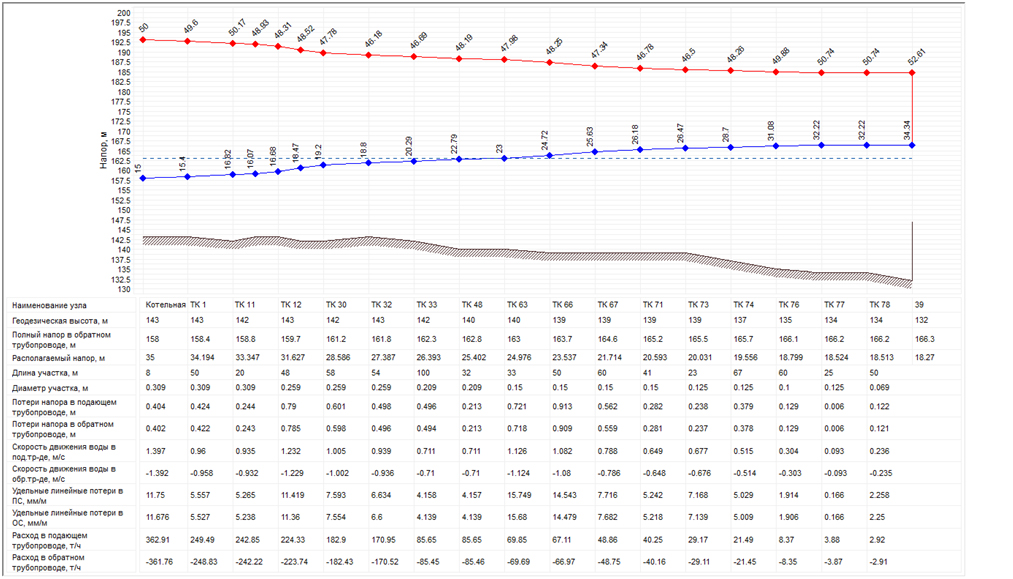 200
197.5
195
192.5
190
187.5
185
182.5
180
177.5
175
172.5
170
167.5
165
162.5
160
157.5
155
152.5
150
147.5
145
142.5
140
137.5
135
132.5
130
Напор, м
50 49.6 50.17 48.93 48.31 48.52 47.78 46.18 46.69 48.19 47.98 48.25 47.34 46.78 46.5 48.26 49.88 50.74 50.74 52.61
15 15.4 16.82 16.07 16.68 18.47 19.2 18.8 20.29 22.79 23 24.72 25.63 26.18 26.47 28.7 31.08 32.22 32.22 34.34
Наименование узла Котельная ТК 1 ТК 11 ТК 12 ТК 30 ТК 32 ТК 33 ТК 48 ТК 63 ТК 66 ТК 67 ТК 71 ТК 73 ТК 74 ТК 76 ТК 77 ТК 78 39
Геодезическая высота, м 143 143 142 143 142 143 142 140 140 139 139 139 139 137 135 134 134 132
Полный напор в обратном
трубопроводе, м 158 158.4 158.8 159.7 161.2 161.8 162.3 162.8 163 163.7 164.6 165.2 165.5 165.7 166.1 166.2 166.2 166.3
Располагаемый напор, м 35 34.194 33.347 31.627 28.586 27.387 26.393 25.402 24.976 23.537 21.714 20.593 20.031 19.556 18.799 18.524 18.513 18.27
Длина участка, м 8 50 20 48 58 54 100 32 33 50 60 41 23 67 60 25 50
Диаметр участка, м 0.309 0.309 0.309 0.259 0.259 0.259 0.209 0.209 0.15 0.15 0.15 0.15 0.125 0.125 0.1 0.125 0.069
Потери напора в подающем
трубопроводе, м 0.404 0.424 0.244 0.79 0.601 0.498 0.496 0.213 0.721 0.913 0.562 0.282 0.238 0.379 0.129 0.006 0.122
Потери напора в обратном
трубопроводе, м 0.402 0.422 0.243 0.785 0.598 0.496 0.494 0.213 0.718 0.909 0.559 0.281 0.237 0.378 0.129 0.006 0.121
Скорость движения воды в
под.тр-де, м/с 1.397 0.96 0.935 1.232 1.005 0.939 0.711 0.711 1.126 1.082 0.788 0.649 0.677 0.515 0.304 0.093 0.236
Скорость движения воды в
обр.тр-де, м/с -1.392 -0.958 -0.932 -1.229 -1.002 -0.936 -0.71 -0.71 -1.124 -1.08 -0.786 -0.648 -0.676 -0.514 -0.303 -0.093 -0.235
Удельные линейные потери в
ПС, мм/м 11.75 5.557 5.265 11.419 7.593 6.634 4.158 4.157 15.749 14.543 7.716 5.242 7.168 5.029 1.914 0.166 2.258
Удельные линейные потери в
ОС, мм/м 11.676 5.527 5.238 11.36 7.554 6.6 4.139 4.139 15.68 14.479 7.682 5.218 7.139 5.009 1.906 0.166 2.25
Расход в подающем
трубопроводе, т/ч 362.91 249.49 242.85 224.33 182.9 170.95 85.65 85.65 69.85 67.11 48.86 40.25 29.17 21.49 8.37 3.88 2.92
Расход в обратном
трубопроводе, т/ч -361.76 -248.83 -242.22 -223.74 -182.43 -170.52 -85.45 -85.46 -69.69 -66.97 -48.75 -40.16 -29.11 -21.45 -8.35 -3.87 -2.91